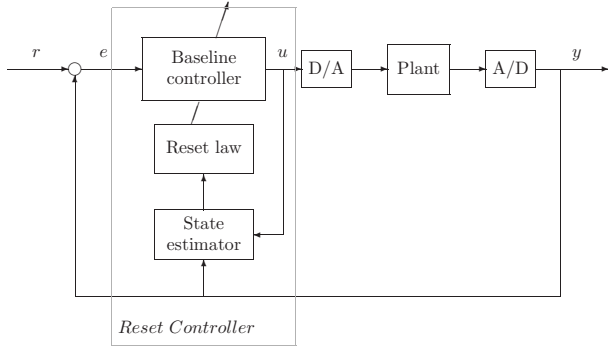 r
e
Baseline
controller
u
D/A
Plant
A/D
y
Reset law
State
estimator
Reset Controller